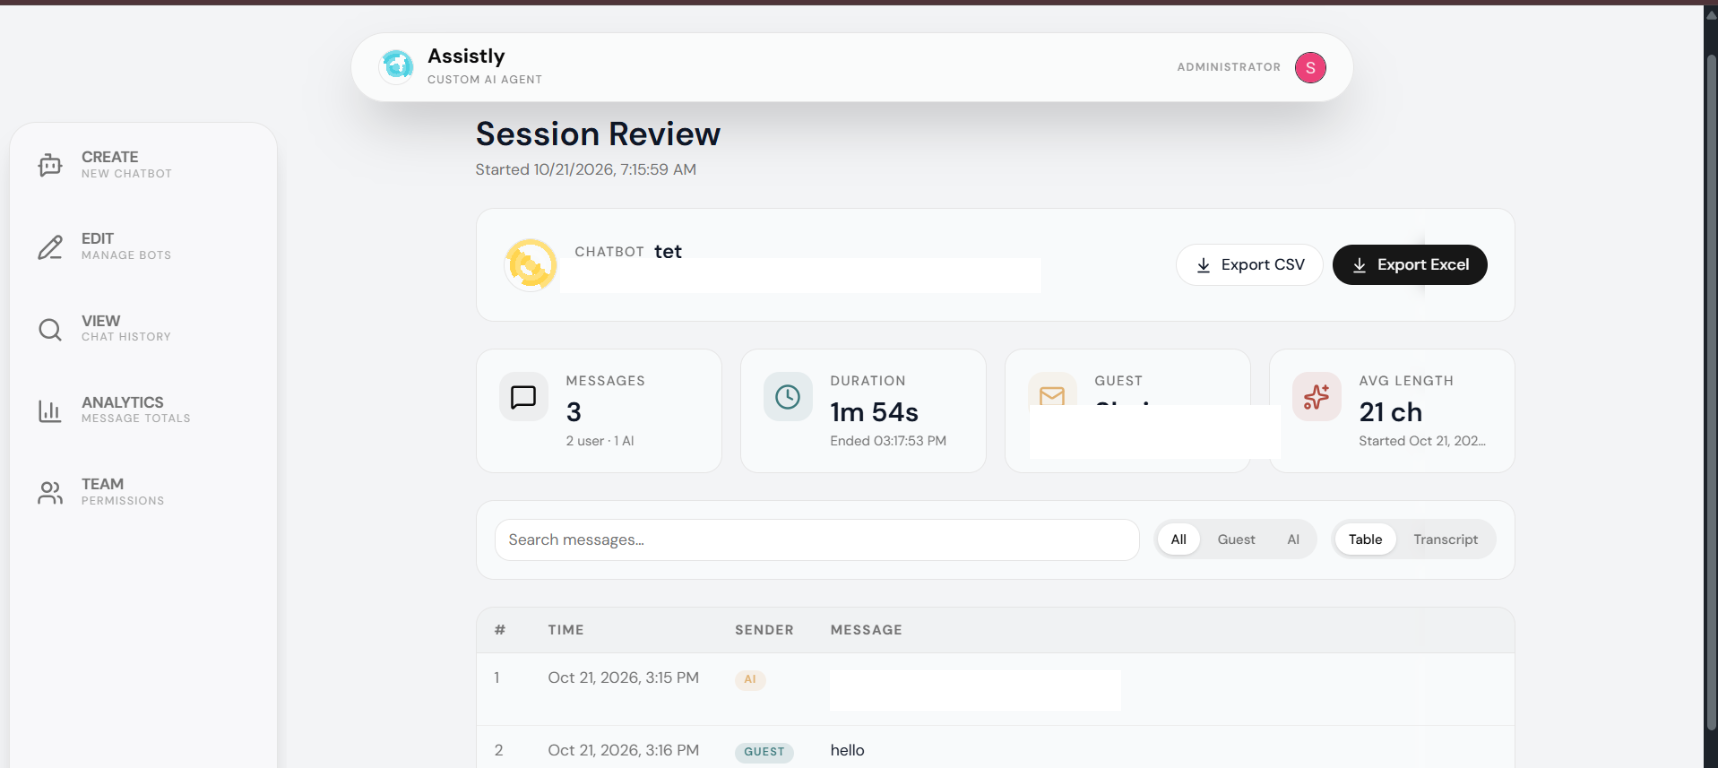 Assistly
CUSTOM AI AGENT
ADMINISTRATOR
S
CREATE
NEW CHATBOT
EDIT
MANAGE BOTS
VIEW
CHAT HISTORY
ANALYTICS
MESSAGE TOTALS
TEAM
PERMISSIONS
Session Review
Started 10/21/2026, 7:15:59 AM
CHATBOT tet
Export CSV
Export Excel
MESSAGES
3
2 user · 1 AI
DURATION
1m 54s
Ended 03:17:53 PM
GUEST
AVG LENGTH
21 ch
Started Oct 21, 202...
Search messages...
All Guest AI
Table Transcript
# TIME SENDER MESSAGE
1 Oct 21, 2026, 3:15 PM AI
2 Oct 21, 2026, 3:16 PM GUEST hello